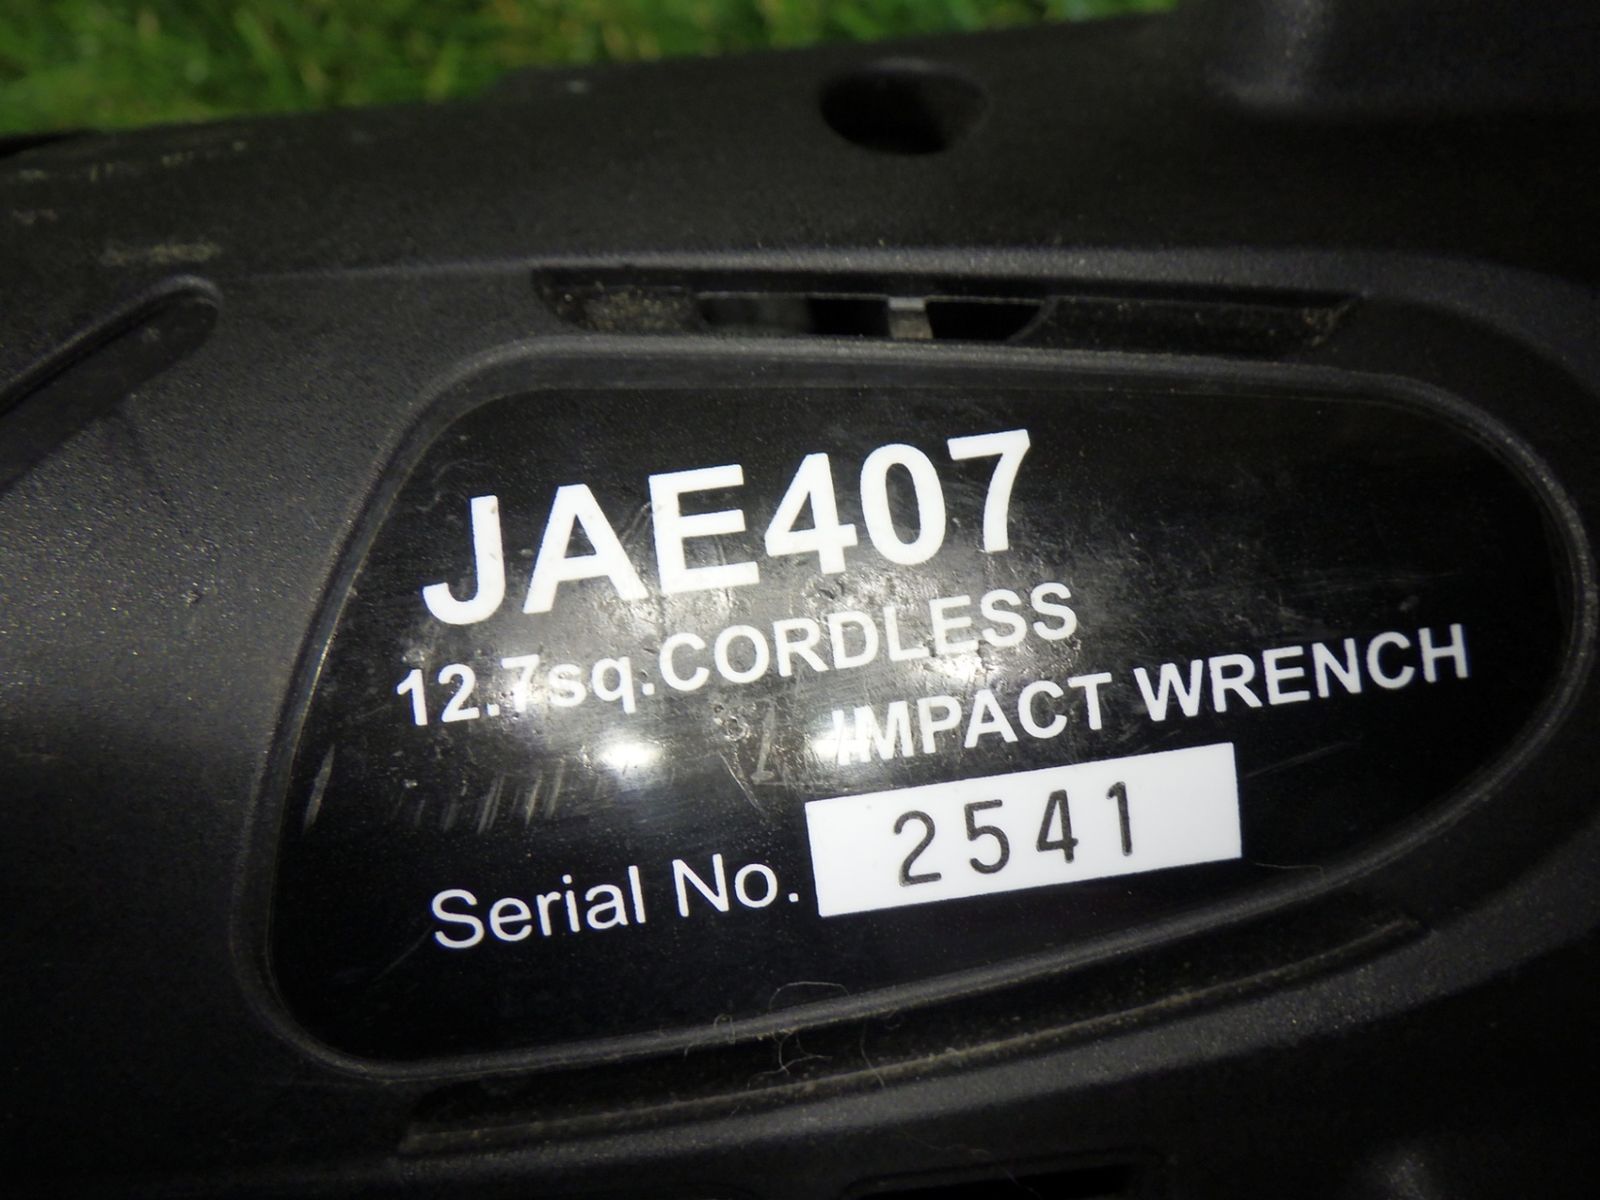 JAE407
12.7sq.CORDLESS
IMPACT WRENCH
Serial No. 2541